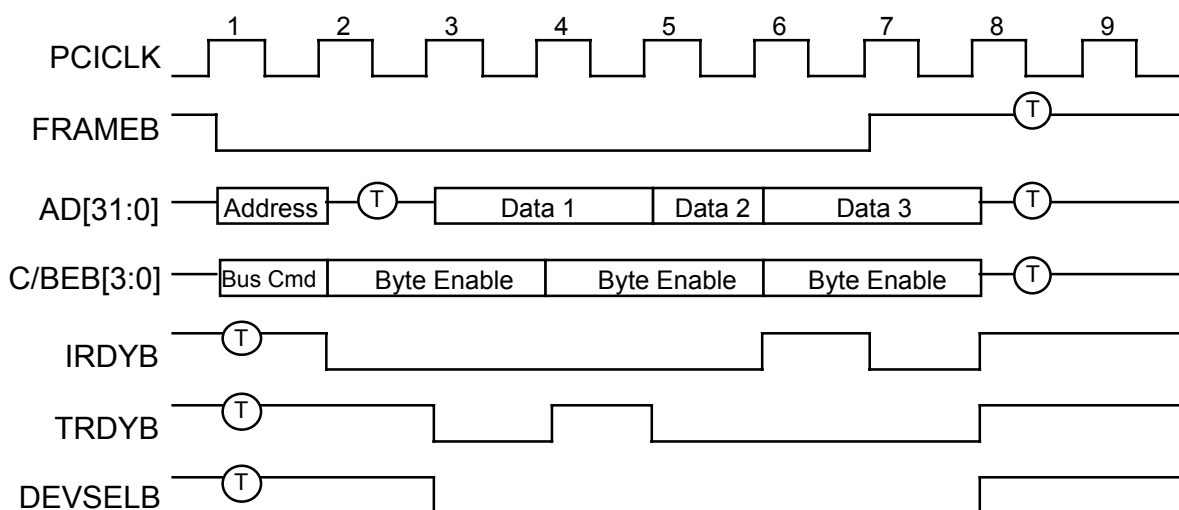 1 2 3 4 5 6 7 8 9
PCICLK
FRAMEB T
AD[31:0] Address T Data 1 Data 2 Data 3 T
C/BEB[3:0] Bus Cmd Byte Enable Byte Enable Byte Enable T
IRDYB T
TRDYB T
DEVSELB T